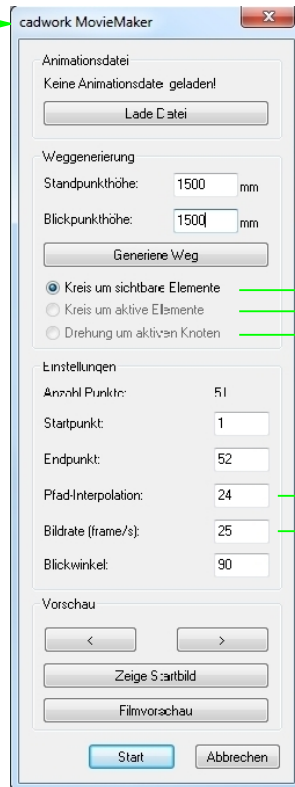 cadwork MovieMaker
Animationsdatei
Keine Animationsdatei geladen!
Lade Datei
Weggenerierung
Standpunkthöhe: 1500 mm
Blickpunkthöhe: 1500 mm
Generiere Weg
Kreis um sichtbare Elemente
Kreis um aktive Elemente
Drehung um aktiven Knoten
Einstellungen
Anzahl Punkte: 51
Startpunkt: 1
Endpunkt: 52
Pfad-Interpolation: 24
Bildrate (frame/s): 25
Blickwinkel: 90
Vorschau
< >
Zeige Startbild
Filmvorschau
Start Abbrechen